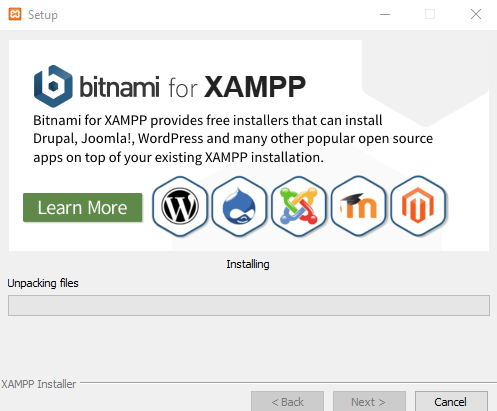 Setup
bitnami for XAMPP
Bitnami for XAMPP provides free installers that can install
Drupal, Joomla!, WordPress and many other popular open source
apps on top of your existing XAMPP installation.
Learn More
Installing
Unpacking files
XAMPP Installer
< Back
Next >
Cancel